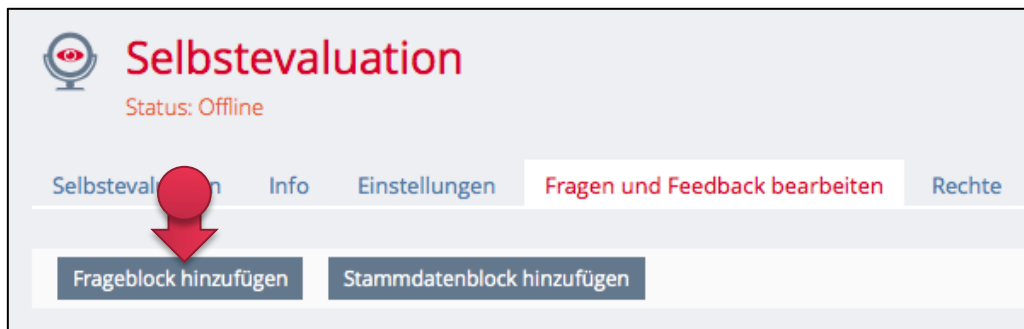 Selbstevaluation
Status: Offline
Info Einstellungen Fragen und Feedback bearbeiten Rechte
Frageblock hinzufügen Stammdatenblock hinzufügen